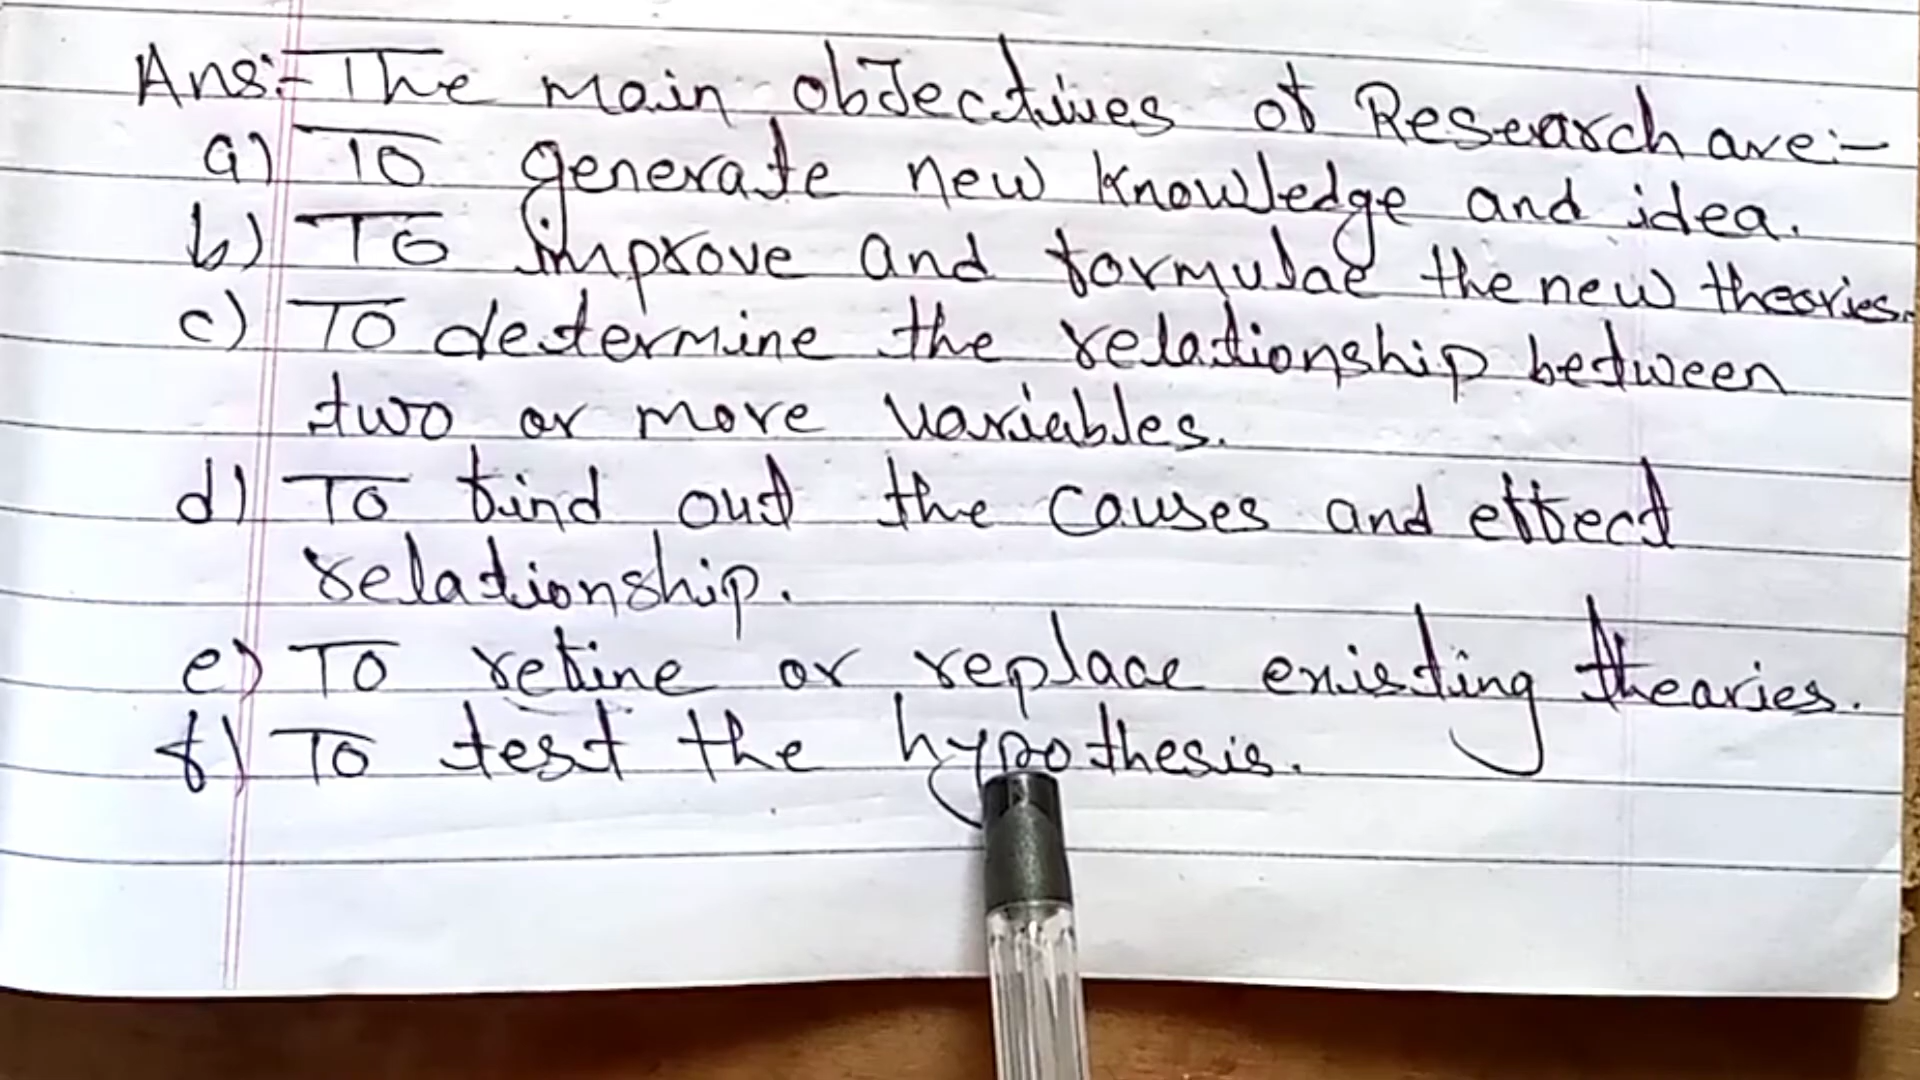 Ans:- The main objectives of Research are:-
a) To generate new knowledge and idea.
b) To improve and formulae the new theories.
c) To determine the relationship between
two or more variables.
d) To find out the causes and effect
relationship.
e) To refine or replace existing thearies.
f) To test the hypothesis.